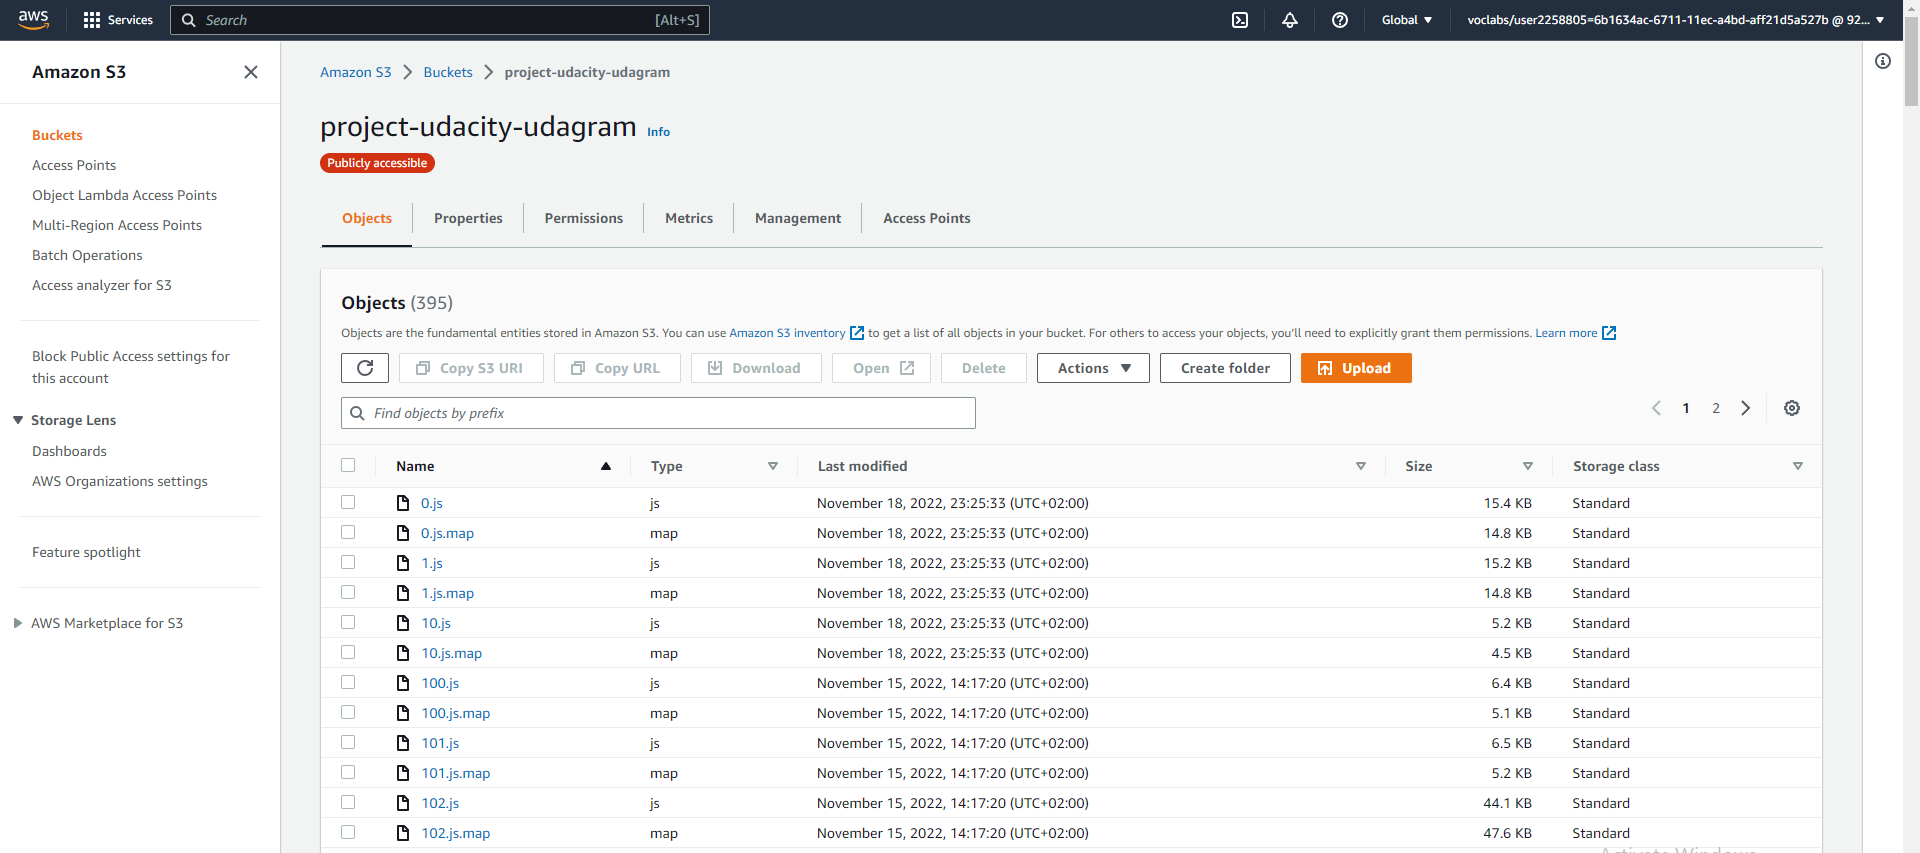 aws Services Search [Alt+S] Global voclabs/user2258805=6b1634ac-6711-11ec-a4bd-aff21d5a527b @ 92...
Amazon S3
Buckets
Access Points
Object Lambda Access Points
Multi-Region Access Points
Batch Operations
Access analyzer for S3
Block Public Access settings for
this account
Storage Lens
Dashboards
AWS Organizations settings
Feature spotlight
AWS Marketplace for S3
Amazon S3 Buckets project-udacity-udagram
project-udacity-udagram Info
Publicly accessible
Objects Properties Permissions Metrics Management Access Points
Objects (395)
Objects are the fundamental entities stored in Amazon S3. You can use Amazon S3 inventory to get a list of all objects in your bucket. For others to access your objects, you'll need to explicitly grant them permissions. Learn more
Copy S3 URI Copy URL Download Open Delete Actions Create folder Upload
Find objects by prefix 1 2
Name Type Last modified Size Storage class
0.js js November 18, 2022, 23:25:33 (UTC+02:00) 15.4 KB Standard
0.js.map map November 18, 2022, 23:25:33 (UTC+02:00) 14.8 KB Standard
1.js js November 18, 2022, 23:25:33 (UTC+02:00) 15.2 KB Standard
1.js.map map November 18, 2022, 23:25:33 (UTC+02:00) 14.8 KB Standard
10.js js November 18, 2022, 23:25:33 (UTC+02:00) 5.2 KB Standard
10.js.map map November 18, 2022, 23:25:33 (UTC+02:00) 4.5 KB Standard
100.js js November 15, 2022, 14:17:20 (UTC+02:00) 6.4 KB Standard
100.js.map map November 15, 2022, 14:17:20 (UTC+02:00) 5.1 KB Standard
101.js js November 15, 2022, 14:17:20 (UTC+02:00) 6.5 KB Standard
101.js.map map November 15, 2022, 14:17:20 (UTC+02:00) 5.2 KB Standard
102.js js November 15, 2022, 14:17:20 (UTC+02:00) 44.1 KB Standard
102.js.map map November 15, 2022, 14:17:20 (UTC+02:00) 47.6 KB Standard
Activate Windows